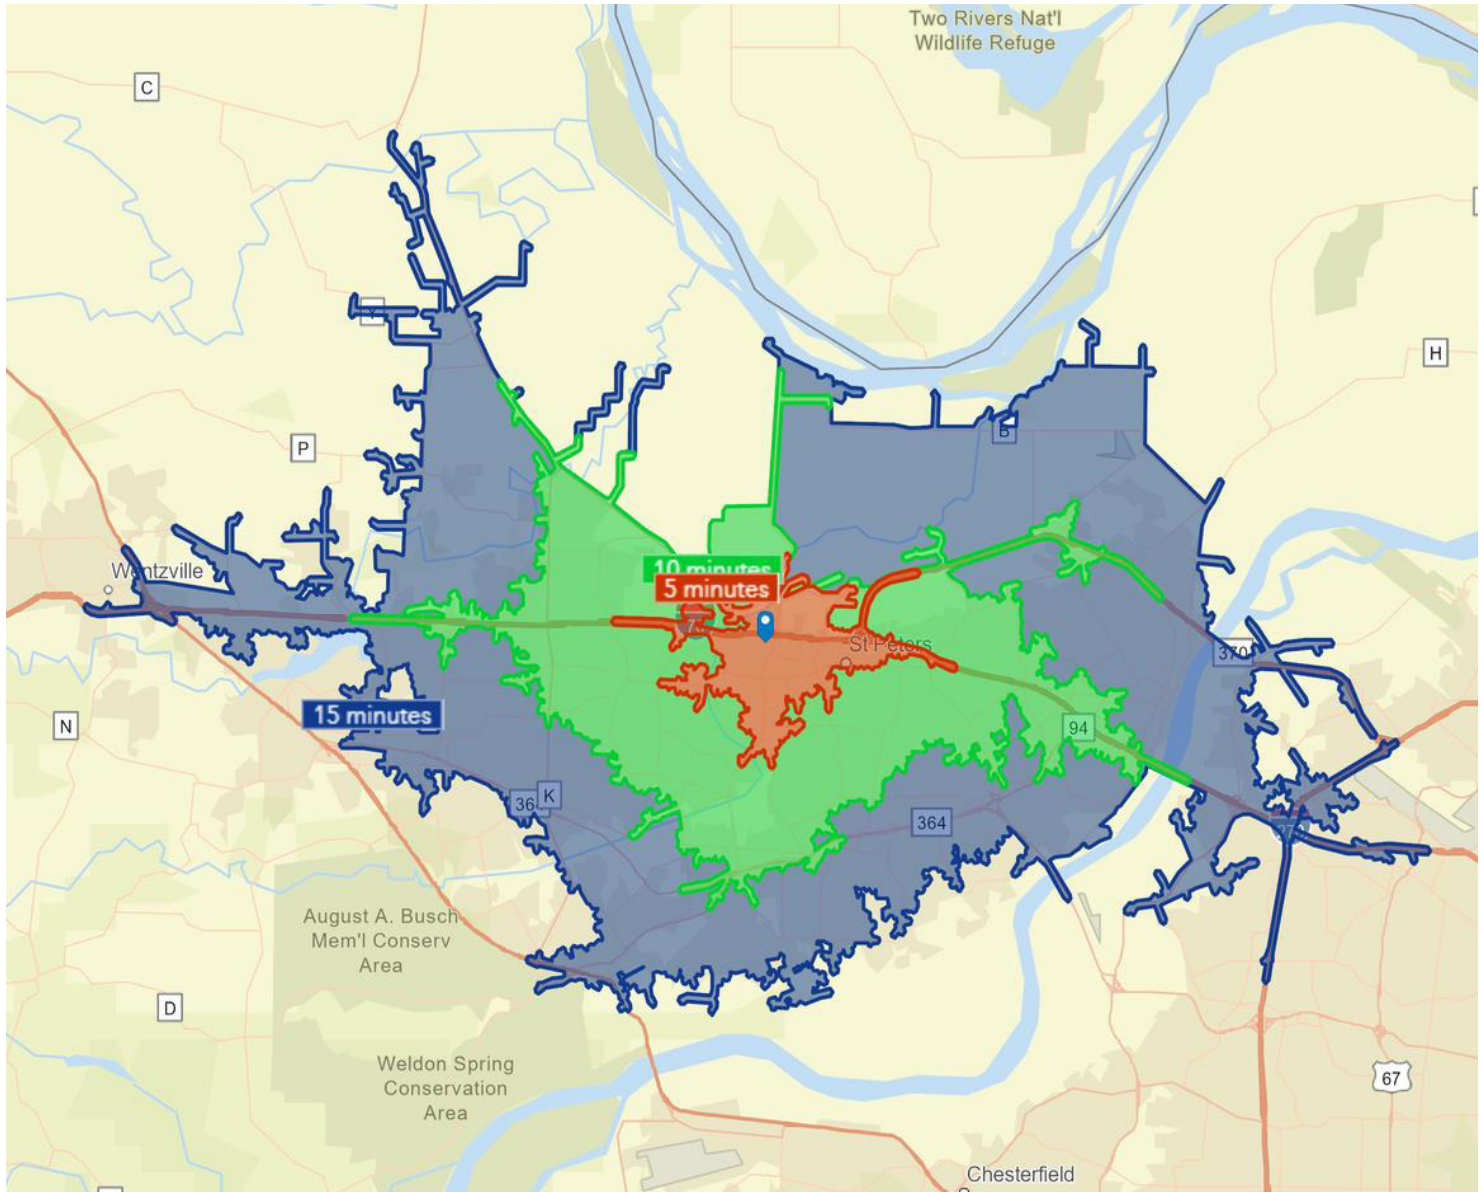 Two Rivers Nat'l
Wildlife Refuge
C
Y
H
B
P
10 minutes
5 minutes
Wentzville
St Peters
370
15 minutes
N
94
364
K
364
August A. Busch
Mem'l Conserv
Area
D
Weldon Spring
Conservation
Area
67
Chesterfield